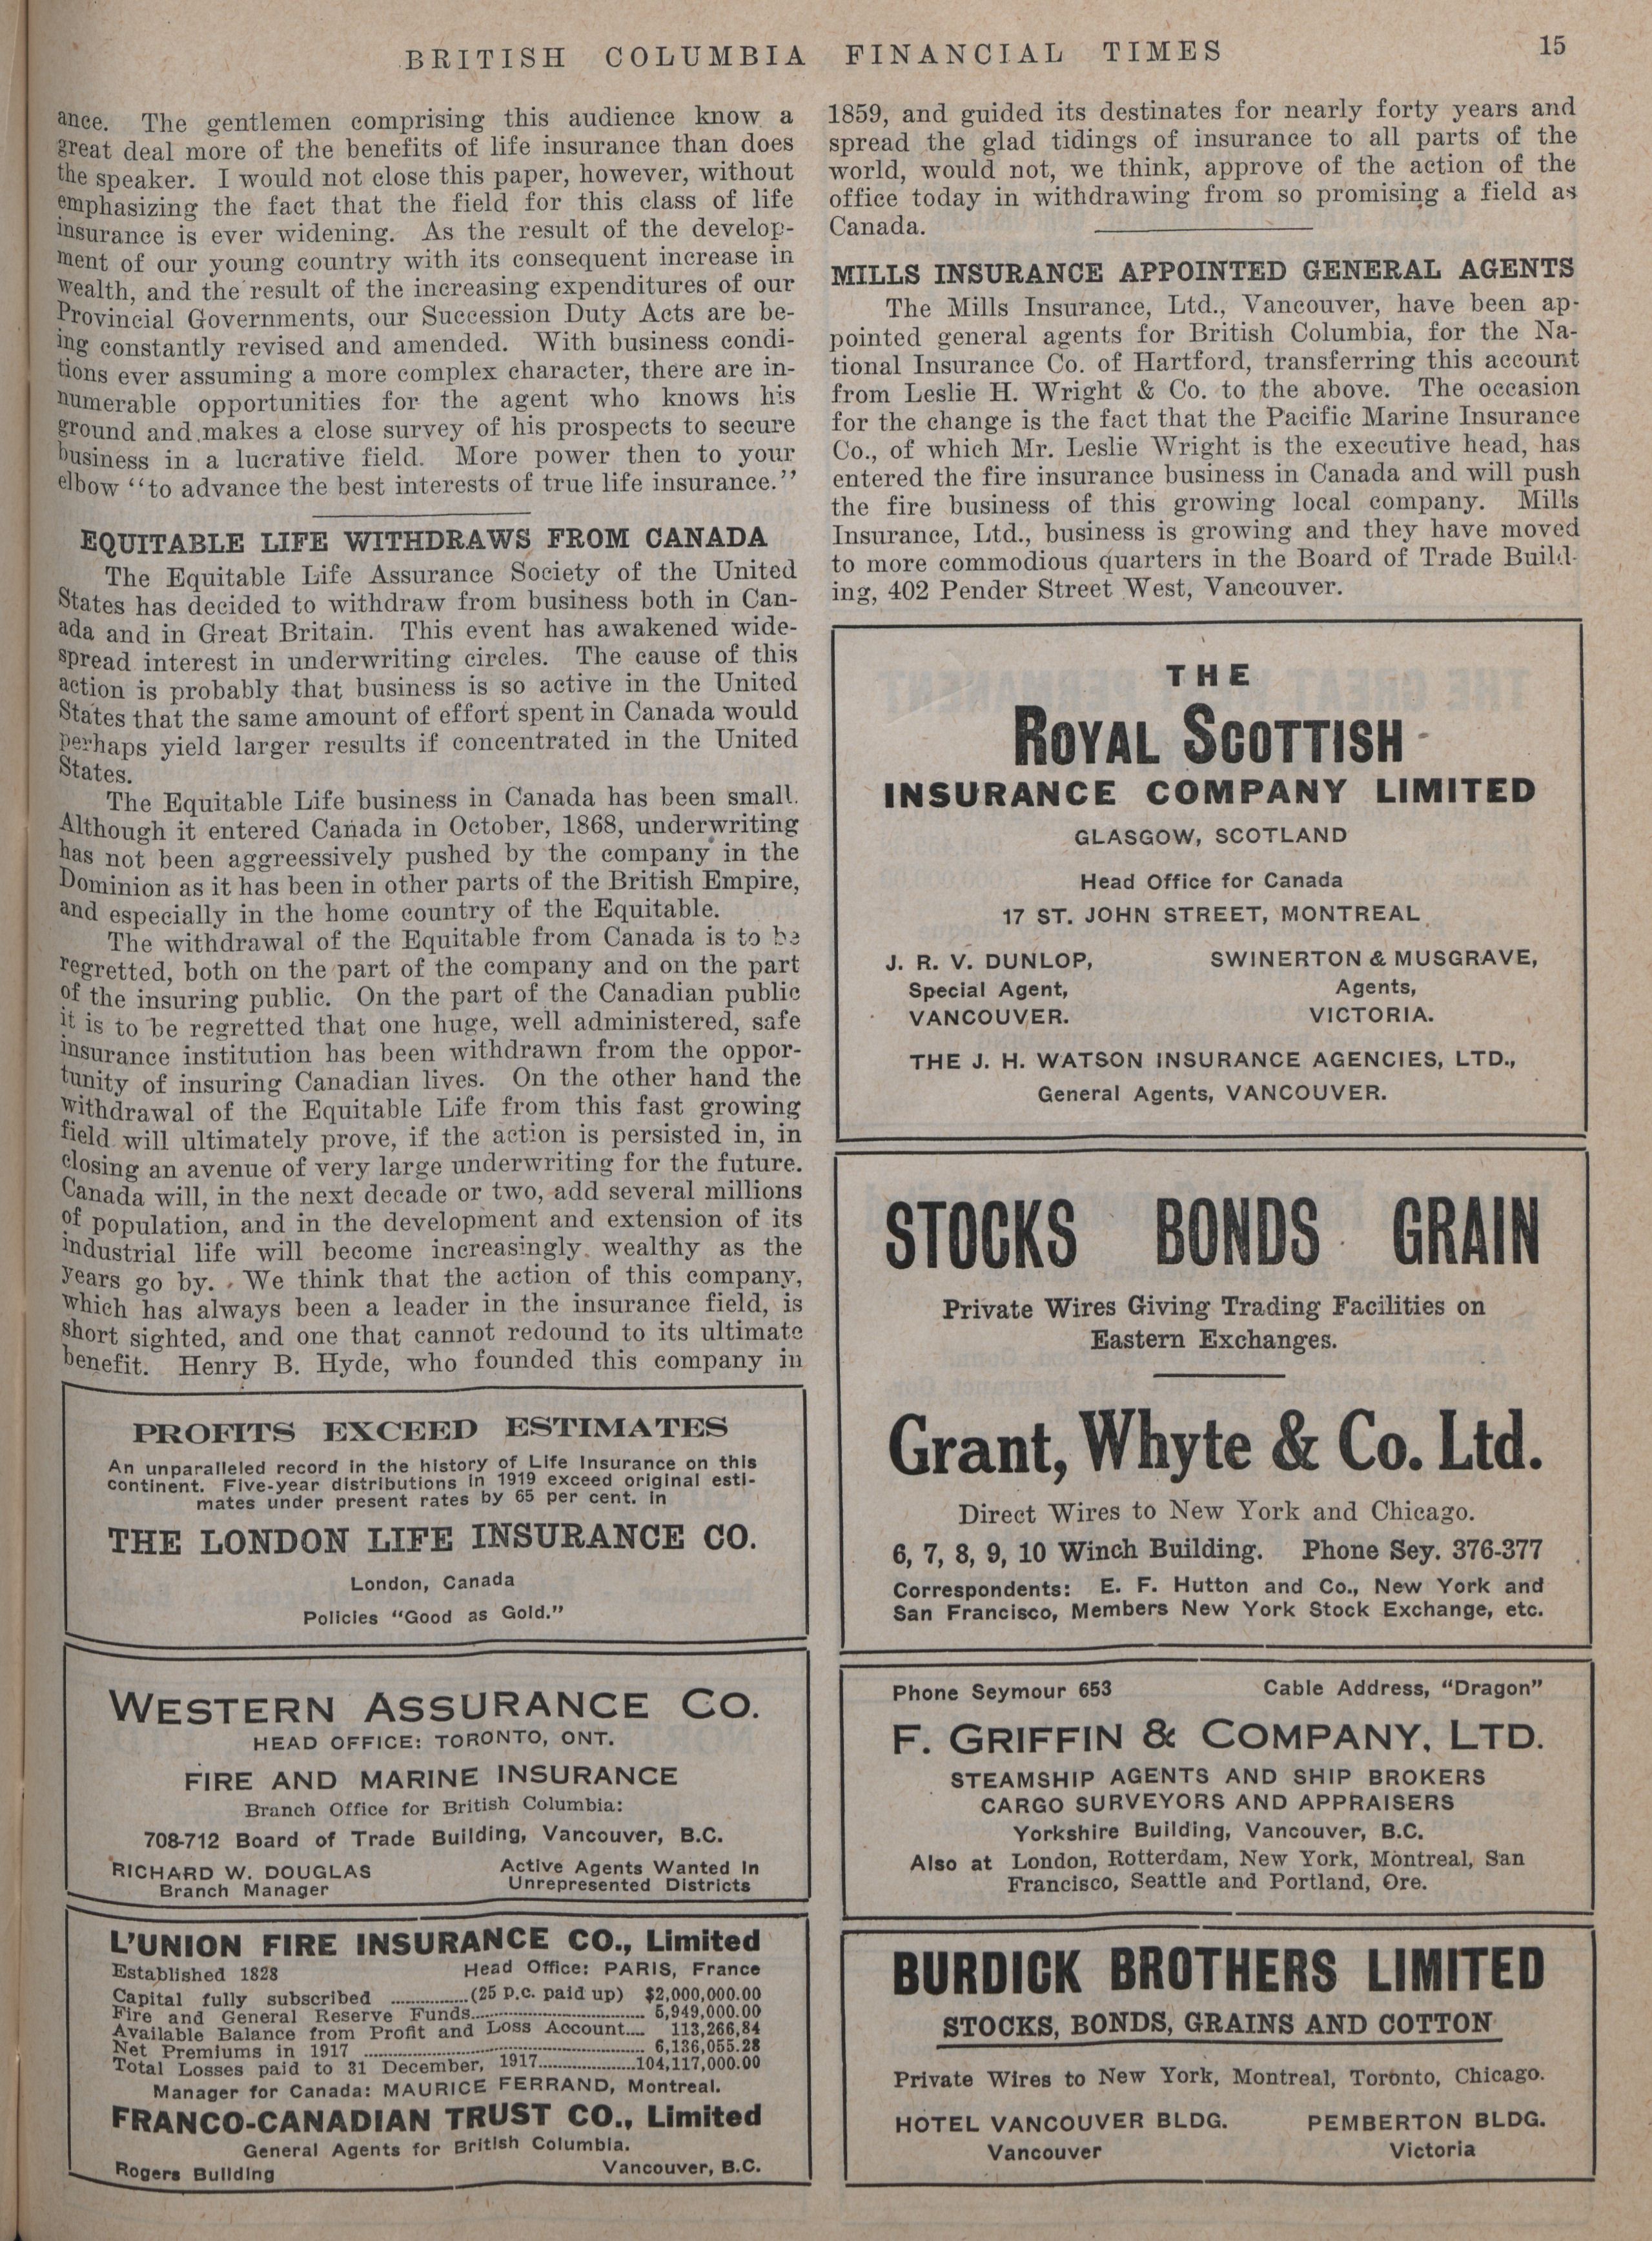 BRITISH COLUMBIA FINANCIAL TIMES 15
ance. The gentlemen comprising this audience know a
great deal more of the benefits of life insurance than does
the speaker. I would not close this paper, however, without
emphasizing the fact that the field for this class of life
insurance is ever widening. As the result of the develop-
ment of our young country with its consequent increase in
wealth, and the result of the increasing expenditures of our
Provincial Governments, our Succession Duty Acts are be-
ing constantly revised and amended. With business condi-
tions ever assuming a more complex character, there are in-
numerable opportunities for the agent who knows his
ground and makes a close survey of his prospects to secure
business in a lucrative field. More power then to your
elbow "to advance the best interests of true life insurance."
EQUITABLE LIFE WITHDRAWS FROM CANADA
The Equitable Life Assurance Society of the United
States has decided to withdraw from business both in Can-
ada and in Great Britain. This event has awakened wide-
spread interest in underwriting circles. The cause of this
action is probably that business is so active in the United
States that the same amount of effort spent in Canada would
perhaps yield larger results if concentrated in the United
States.
The Equitable Life business in Canada has been small.
Although it entered Canada in October, 1868, underwriting
has not been aggreessively pushed by the company in the
Dominion as it has been in other parts of the British Empire,
and especially in the home country of the Equitable.
The withdrawal of the Equitable from Canada is to be
regretted, both on the part of the company and on the part
of the insuring public. On the part of the Canadian public
it is to be regretted that one huge, well administered, safe
insurance institution has been withdrawn from the oppor-
tunity of insuring Canadian lives. On the other hand the
withdrawal of the Equitable Life from this fast growing
field will ultimately prove, if the action is persisted in, in
closing an avenue of very large underwriting for the future.
Canada will, in the next decade or two, add several millions
of population, and in the development and extension of its
industrial life will become increasingly wealthy as the
years go by. We think that the action of this company,
which has always been a leader in the insurance field, is
short sighted, and one that cannot redound to its ultimate
benefit. Henry B. Hyde, who founded this company in
1859, and guided its destinates for nearly forty years and
spread the glad tidings of insurance to all parts of the
world, would not, we think, approve of the action of the
office today in withdrawing from so promising a field as
Canada.
MILLS INSURANCE APPOINTED GENERAL AGENTS
The Mills Insurance, Ltd., Vancouver, have been ap-
pointed general agents for British Columbia, for the Na-
tional Insurance Co. of Hartford, transferring this account
from Leslie H. Wright & Co. to the above. The occasion
for the change is the fact that the Pacific Marine Insurance
Co., of which Mr. Leslie Wright is the executive head, has
entered the fire insurance business in Canada and will push
the fire business of this growing local company. Mills
Insurance, Ltd., business is growing and they have moved
to more commodious quarters in the Board of Trade Build-
ing, 402 Pender Street West, Vancouver.
PROFITS EXCEED ESTIMATES
An unparalleled record in the history of Life Insurance on this
continent. Five-year distributions in 1919 exceed original esti-
mates under present rates by 65 per cent. in
THE LONDON LIFE INSURANCE CO.
London, Canada
Policies "Good as Gold."
WESTERN ASSURANCE CO.
HEAD OFFICE: TORONTO, ONT.
FIRE AND MARINE INSURANCE
Branch Office for British Columbia:
708-712 Board of Trade Building, Vancouver, B.C.
RICHARD W. DOUGLAS
Branch Manager
Active Agents Wanted in
Unrepresented Districts
L'UNION FIRE INSURANCE CO., Limited
Established 1828 Head Office: PARIS, France
Capital fully subscribed ..............(25 p.c. paid up) $2,000,000.00
Fire and General Reserve Funds.............................. 5,949,000.00
Available Balance from Profit and Loss Account.... 113,266,84
Net Premiums in 1917 .................................................. 6,136,055.28
Total Losses paid to 31 December, 1917..................104,117,000.00
Manager for Canada: MAURICE FERRAND, Montreal.
FRANCO-CANADIAN TRUST CO., Limited
General Agents for British Columbia.
Rogers Building Vancouver, B.C.
THE
ROYAL SCOTTISH
INSURANCE COMPANY LIMITED
GLASGOW, SCOTLAND
Head Office for Canada
17 ST. JOHN STREET, MONTREAL
J. R. V. DUNLOP,
Special Agent,
VANCOUVER.
SWINERTON & MUSGRAVE,
Agents,
VICTORIA.
THE J. H. WATSON INSURANCE AGENCIES, LTD.,
General Agents, VANCOUVER.
STOCKS BONDS GRAIN
Private Wires Giving Trading Facilities on
Eastern Exchanges.
Grant, Whyte & Co. Ltd.
Direct Wires to New York and Chicago.
6, 7, 8, 9, 10 Winch Building. Phone Sey. 376-377
Correspondents: E. F. Hutton and Co., New York and
San Francisco, Members New York Stock Exchange, etc.
Phone Seymour 653 Cable Address, "Dragon"
F. GRIFFIN & COMPANY, LTD.
STEAMSHIP AGENTS AND SHIP BROKERS
CARGO SURVEYORS AND APPRAISERS
Yorkshire Building, Vancouver, B.C.
Also at London, Rotterdam, New York, Montreal, San
Francisco, Seattle and Portland, Ore.
BURDICK BROTHERS LIMITED
STOCKS, BONDS, GRAINS AND COTTON
Private Wires to New York, Montreal, Toronto, Chicago.
HOTEL VANCOUVER BLDG.
Vancouver
PEMBERTON BLDG.
Victoria